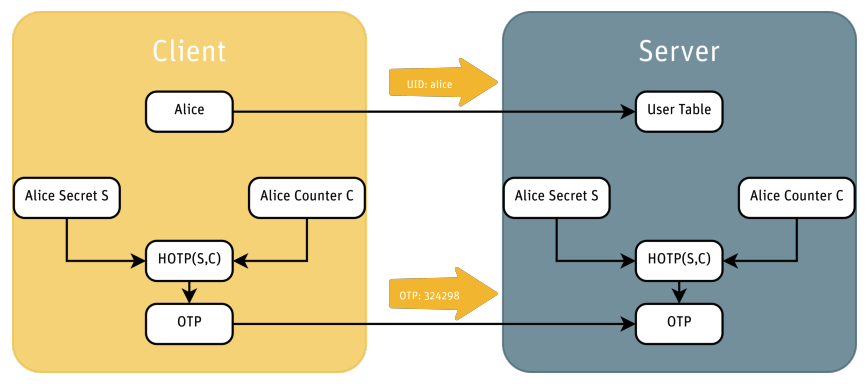 Client
Server
UID: alice
Alice
User Table
Alice Secret S
Alice Counter C
Alice Secret S
Alice Counter C
HOTP(S,C)
HOTP(S,C)
OTP: 324298
OTP
OTP